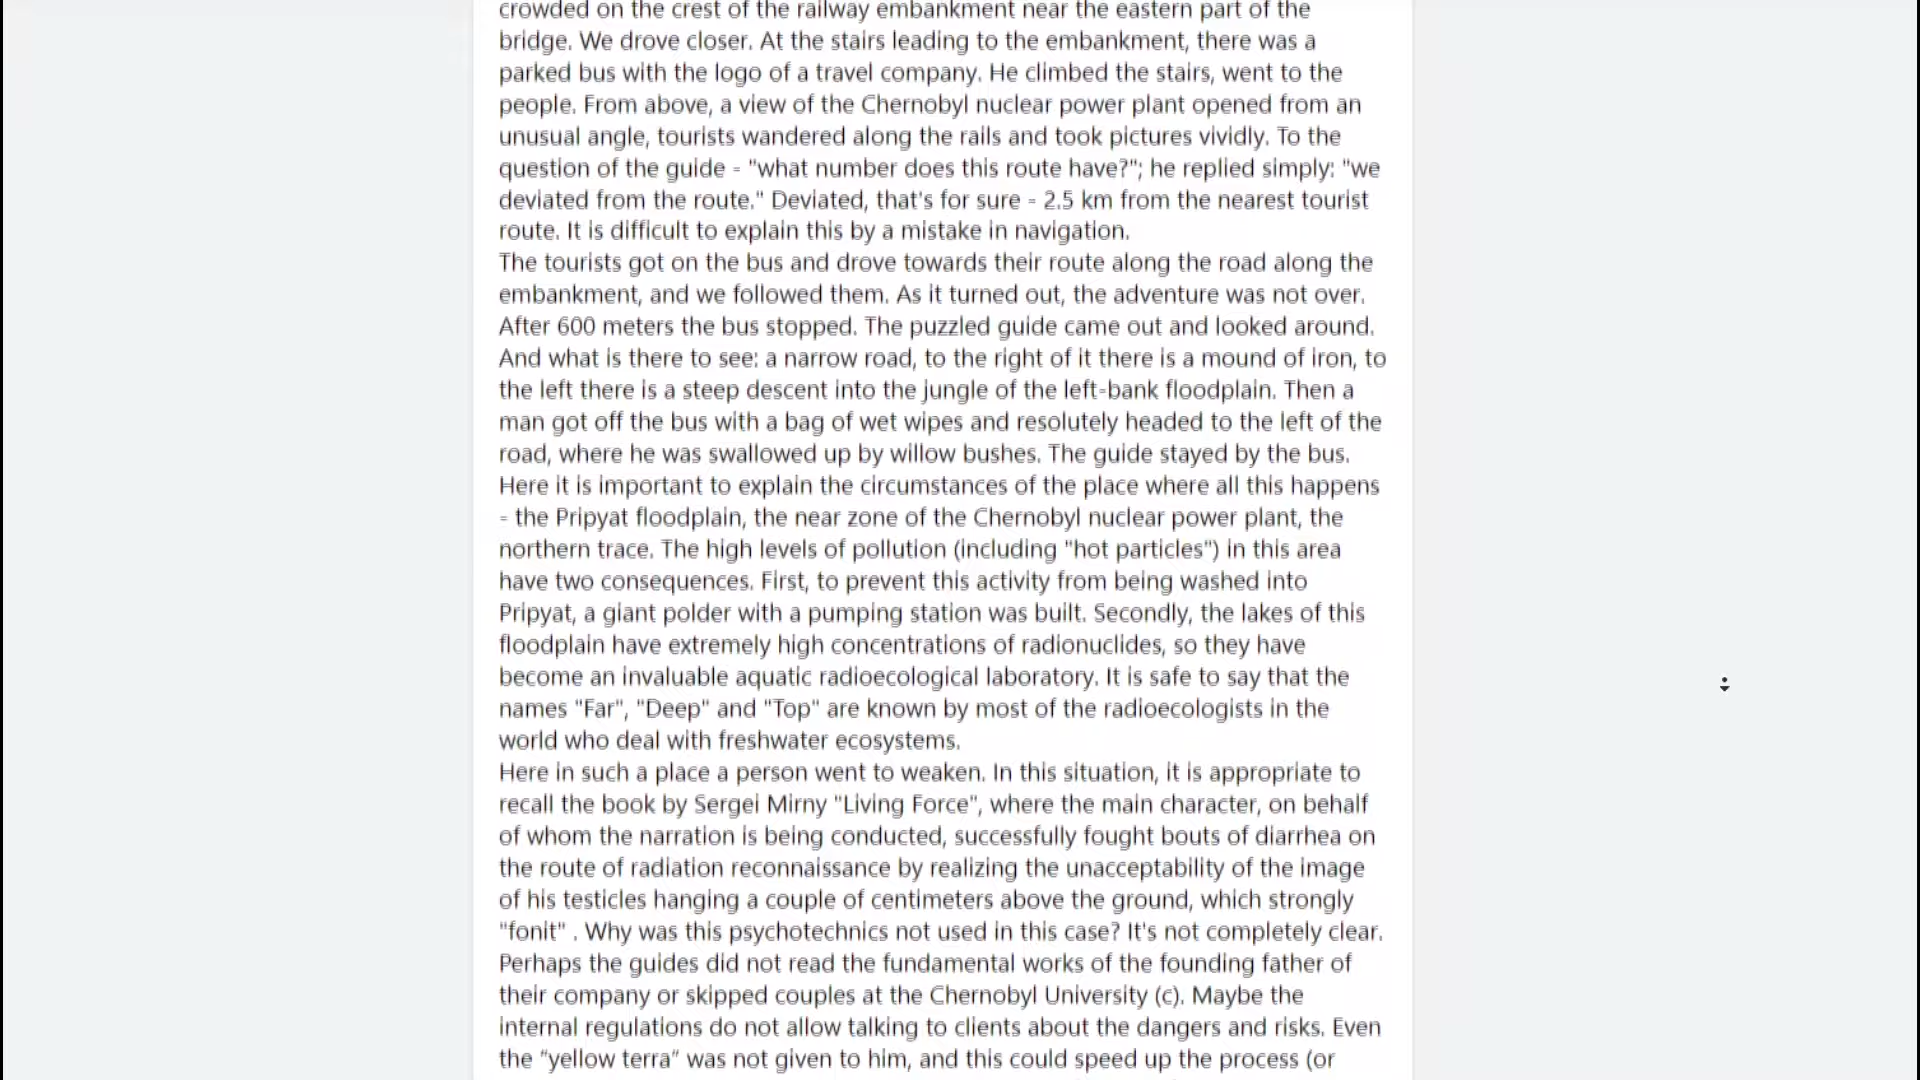 crowded on the crest of the railway embankment near the eastern part of the
bridge. We drove closer. At the stairs leading to the embankment, there was a
parked bus with the logo of a travel company. He climbed the stairs, went to the
people. From above, a view of the Chernobyl nuclear power plant opened from an
unusual angle, tourists wandered along the rails and took pictures vividly. To the
question of the guide - "what number does this route have?"; he replied simply: "we
deviated from the route." Deviated, that's for sure - 2.5 km from the nearest tourist
route. It is difficult to explain this by a mistake in navigation.
The tourists got on the bus and drove towards their route along the road along the
embankment, and we followed them. As it turned out, the adventure was not over.
After 600 meters the bus stopped. The puzzled guide came out and looked around.
And what is there to see: a narrow road, to the right of it there is a mound of iron, to
the left there is a steep descent into the jungle of the left-bank floodplain. Then a
man got off the bus with a bag of wet wipes and resolutely headed to the left of the
road, where he was swallowed up by willow bushes. The guide stayed by the bus.
Here it is important to explain the circumstances of the place where all this happens
- the Pripyat floodplain, the near zone of the Chernobyl nuclear power plant, the
northern trace. The high levels of pollution (including "hot particles") in this area
have two consequences. First, to prevent this activity from being washed into
Pripyat, a giant polder with a pumping station was built. Secondly, the lakes of this
floodplain have extremely high concentrations of radionuclides, so they have
become an invaluable aquatic radioecological laboratory. It is safe to say that the
names "Far", "Deep" and "Top" are known by most of the radioecologists in the
world who deal with freshwater ecosystems.
Here in such a place a person went to weaken. In this situation, it is appropriate to
recall the book by Sergei Mirny "Living Force", where the main character, on behalf
of whom the narration is being conducted, successfully fought bouts of diarrhea on
the route of radiation reconnaissance by realizing the unacceptability of the image
of his testicles hanging a couple of centimeters above the ground, which strongly
"fonit" . Why was this psychotechnics not used in this case? It's not completely clear.
Perhaps the guides did not read the fundamental works of the founding father of
their company or skipped couples at the Chernobyl University (c). Maybe the
internal regulations do not allow talking to clients about the dangers and risks. Even
the "yellow terra" was not given to him, and this could speed up the process (or